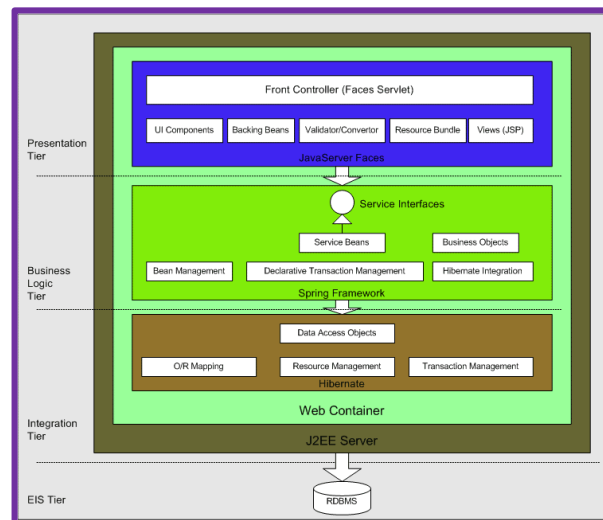 Front Controller (Faces Servlet)
UI Components
Backing Beans
Validator/Convertor
Resource Bundle
Views (JSP)
Presentation
Tier
JavaServer Faces
Service Interfaces
Service Beans
Business Objects
Bean Management
Declarative Transaction Management
Hibernate Integration
Business
Logic
Tier
Spring Framework
Data Access Objects
O/R Mapping
Resource Management
Transaction Management
Hibernate
Web Container
Integration
Tier
J2EE Server
EIS Tier
RDBMS